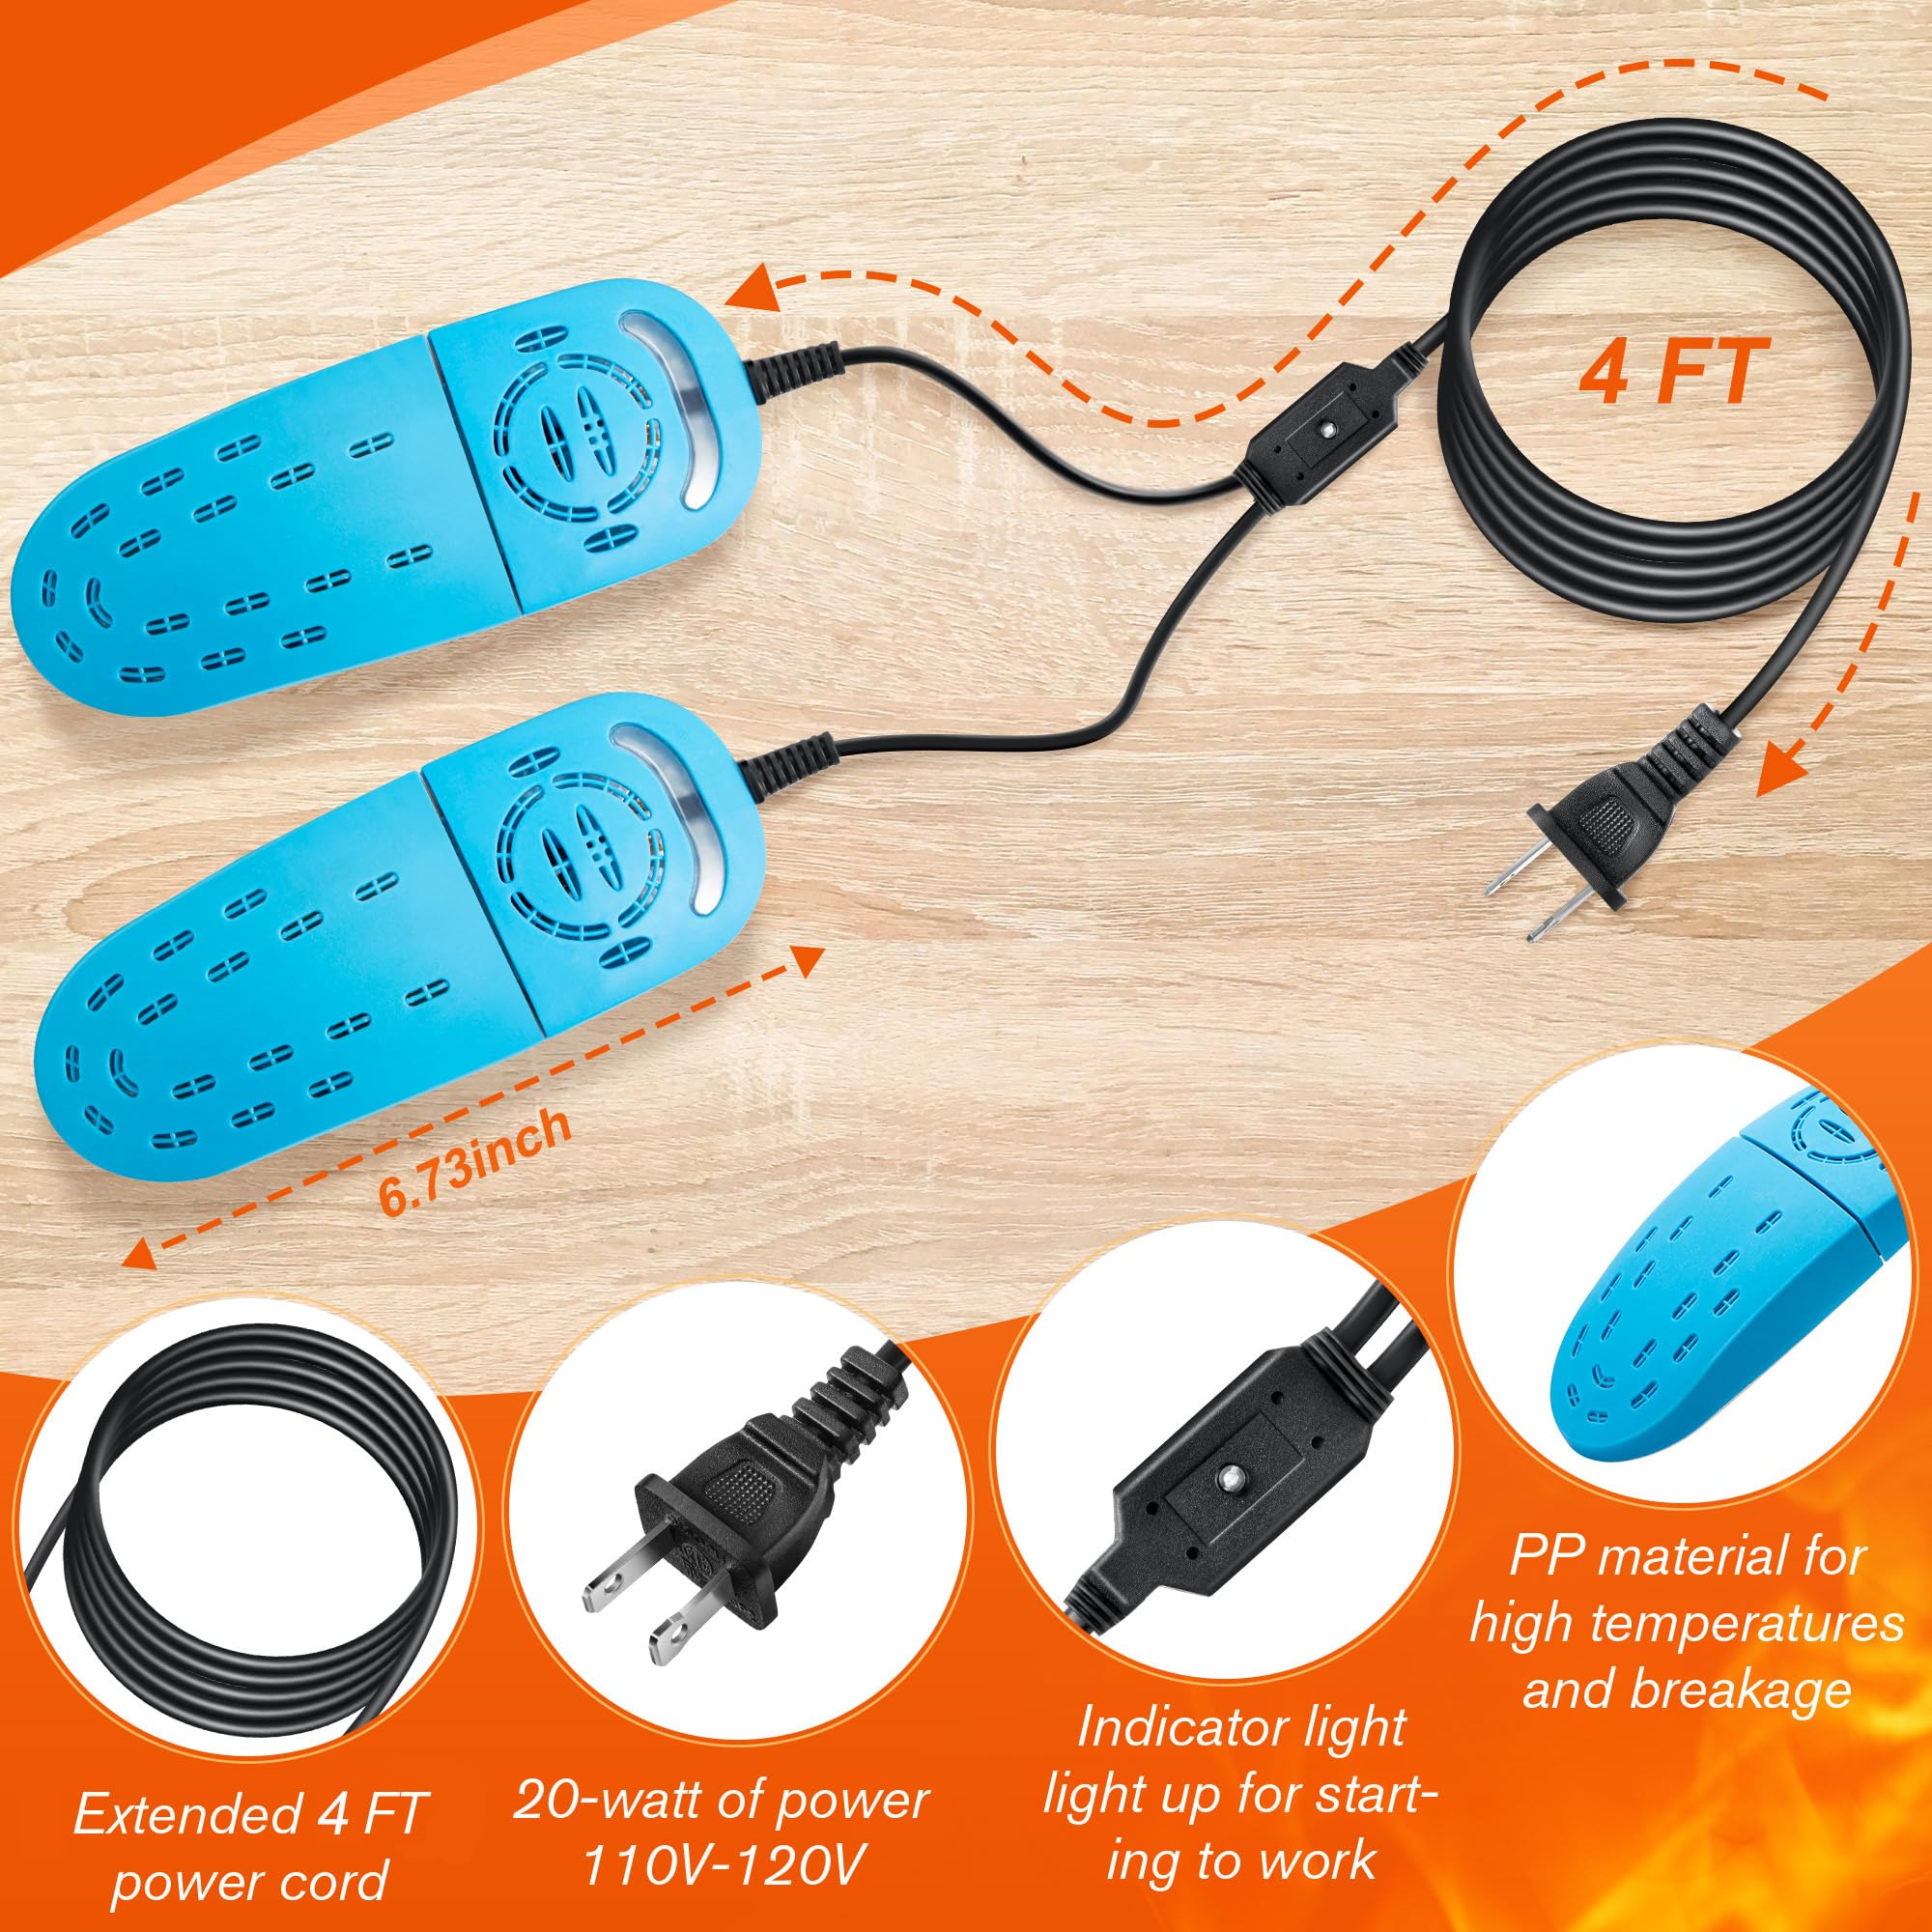 4 FT
6.73inch
PP material for
high temperatures
and breakage
Indicator light
light up for start-
ing to work
20-watt of power
110V-120V
Extended 4 FT
power cord